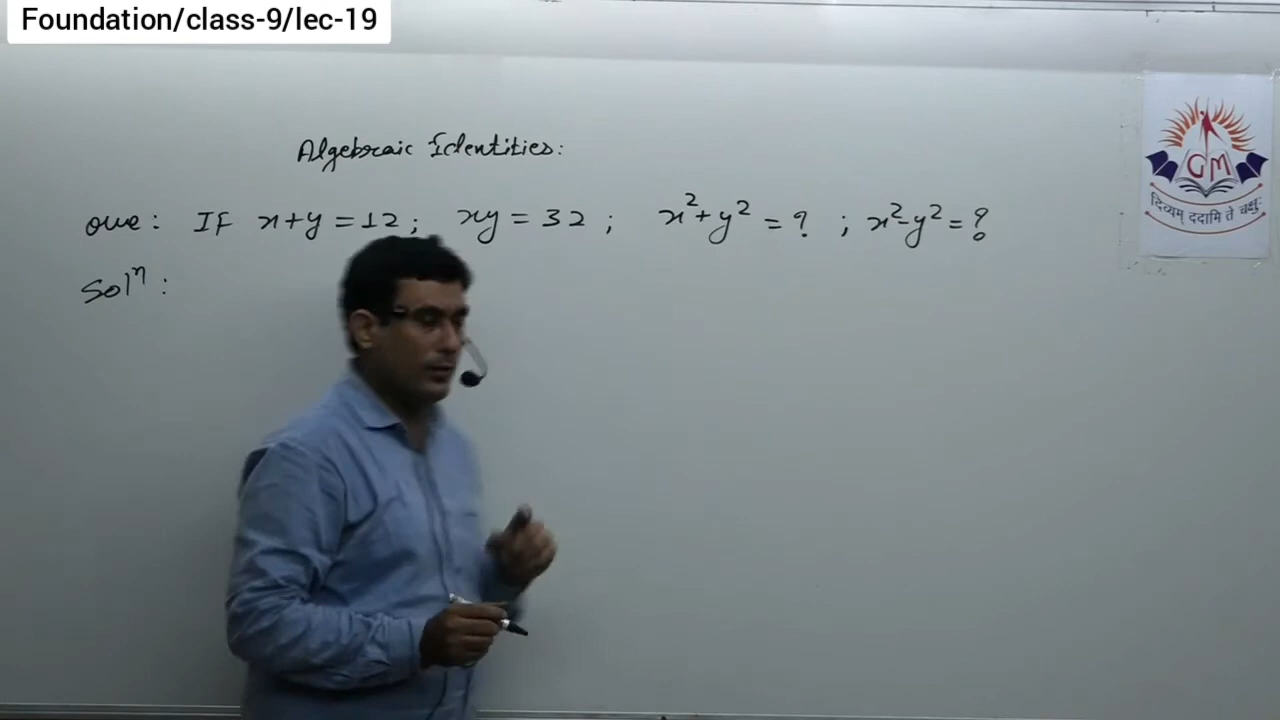 Foundation/class-9/lec-19
Algebraic Identities:
Que: IF x+y=12; xy=32; x²+y²=?; x²-y²=?
Solⁿ:
GM
दिव्यम् ददामि ते चक्षुः